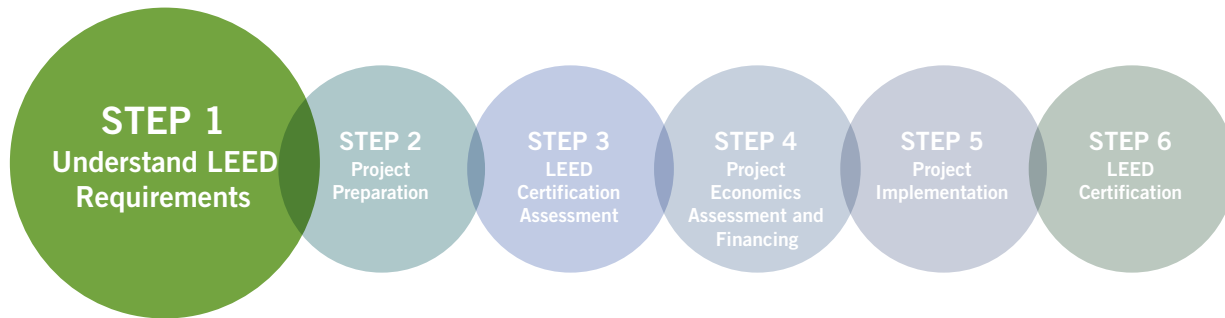 STEP 1
Understand LEED
Requirements
STEP 2
Project
Preparation
STEP 3
LEED
Certification
Assessment
STEP 4
Project
Economics
Assessment and
Financing
STEP 5
Project
Implementation
STEP 6
LEED
Certification